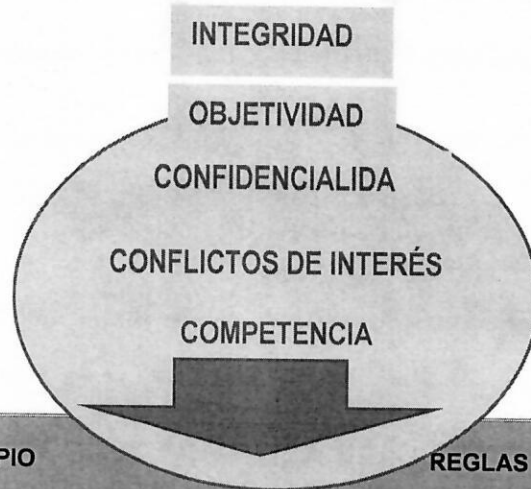 INTEGRIDAD
OBJETIVIDAD
CONFIDENCIALIDA
CONFLICTOS DE INTERÉS
COMPETENCIA
PIO
REGLAS